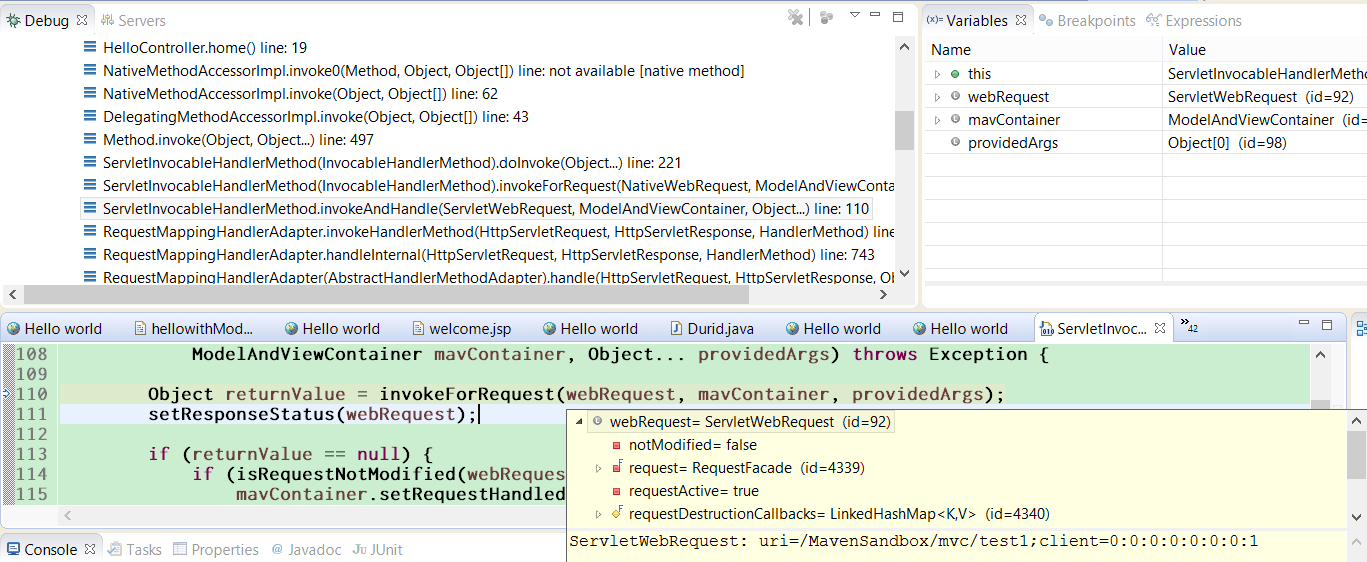 Debug Servers
HelloController.home() line: 19
NativeMethodAccessorImpl.invoke0(Method, Object, Object[]) line: not available [native method]
NativeMethodAccessorImpl.invoke(Object, Object[]) line: 62
DelegatingMethodAccessorImpl.invoke(Object, Object[]) line: 43
Method.invoke(Object, Object...) line: 497
ServletInvocableHandlerMethod(InvocableHandlerMethod).doInvoke(Object...) line: 221
ServletInvocableHandlerMethod(InvocableHandlerMethod).invokeForRequest(NativeWebRequest, ModelAndViewConta
ServletInvocableHandlerMethod.invokeAndHandle(ServletWebRequest, ModelAndViewContainer, Object...) line: 110
RequestMappingHandlerAdapter.invokeHandlerMethod(HttpServletRequest, HttpServletResponse, HandlerMethod) line
RequestMappingHandlerAdapter.handleInternal(HttpServletRequest, HttpServletResponse, HandlerMethod) line: 743
RequestMappingHandlerAdapter(AbstractHandlerMethodAdapter).handle(HttpServletRequest, HttpServletResponse, Ob
(x)= Variables Breakpoints Expressions
Name Value
this ServletInvocableHandlerMetho
webRequest ServletWebRequest (id=92)
mavContainer ModelAndViewContainer (id=
providedArgs Object[0] (id=98)
Hello world hellowithMod... Hello world welcome.jsp Hello world Durid.java Hello world Hello world ServletInvoc... »42
108 ModelAndViewContainer mavContainer, Object... providedArgs) throws Exception {
109
110 Object returnValue = invokeForRequest(webRequest, mavContainer, providedArgs);
111 setResponseStatus(webRequest);
112
113 if (returnValue == null) {
114 if (isRequestNotModified(webReques
115 mavContainer.setRequestHandled
webRequest= ServletWebRequest (id=92)
notModified= false
request= RequestFacade (id=4339)
requestActive= true
requestDestructionCallbacks= LinkedHashMap<K,V> (id=4340)
ServletWebRequest: uri=/MavenSandbox/mvc/test1;client=0:0:0:0:0:0:0:1
Console Tasks Properties @ Javadoc Ju JUnit